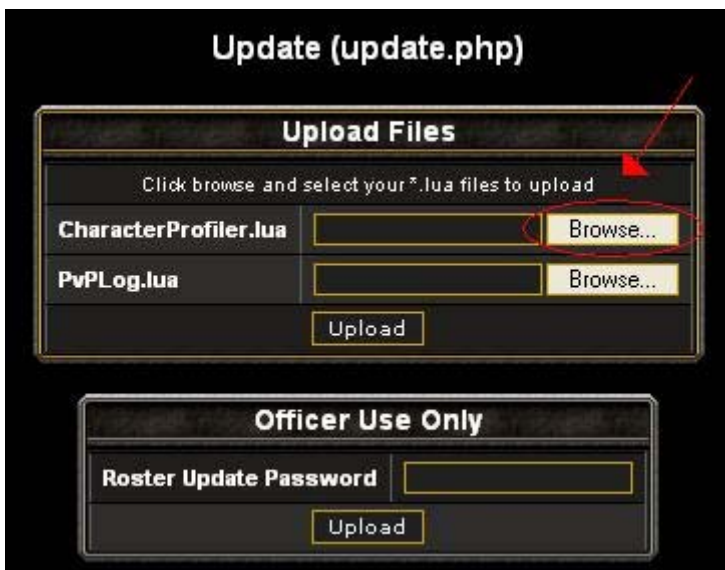 Update (update.php)
Upload Files
Click browse and select your *.lua files to upload
CharacterProfiler.lua Browse...
PvPLog.lua Browse...
Upload
Officer Use Only
Roster Update Password
Upload